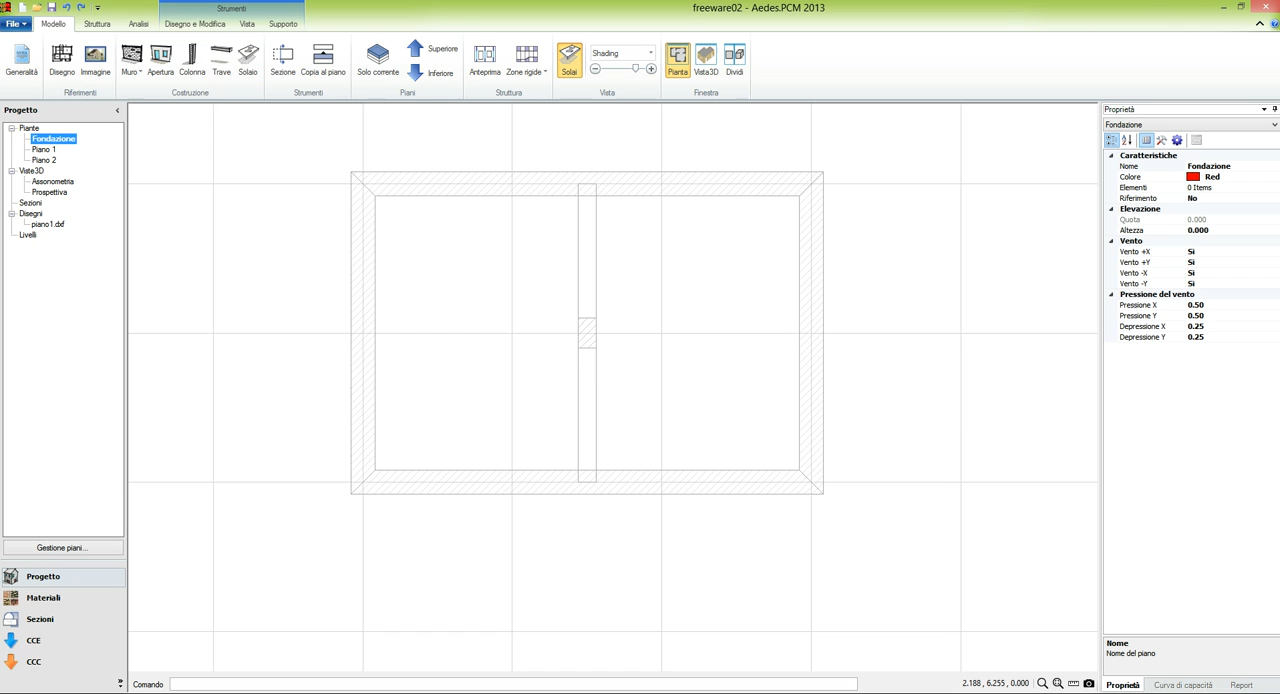 freeware02 - Aedes.PCM 2013
Strumenti
File
Modello
Struttura
Analisi
Disegno e Modifica
Vista
Supporto
Generalità
Disegno
Immagine
Muro
Apertura
Colonna
Trave
Solaio
Sezione
Copia al piano
Solo corrente
Superiore
Inferiore
Anteprima
Zone rigide
Solai
Shading
Pianta
Vista3D
Dividi
Riferimenti
Costruzione
Strumenti
Piani
Struttura
Vista
Finestra
Progetto
Piante
Fondazione
Piano 1
Piano 2
Viste3D
Assonometria
Prospettiva
Sezioni
Disegni
piano1.dxf
Livelli
Gestione piani...
Progetto
Materiali
Sezioni
CCE
CCC
Comando
2.188 , 6.255 , 0.000
Proprietà
Fondazione
Caratteristiche
Nome Fondazione
Colore Red
Elementi 0 Items
Riferimento No
Elevazione
Quota 0.000
Altezza 0.000
Vento
Vento +X Sì
Vento +Y Sì
Vento -X Sì
Vento -Y Sì
Pressione del vento
Pressione X 0.50
Pressione Y 0.50
Depressione X 0.25
Depressione Y 0.25
Nome
Nome del piano
Proprietà
Curva di capacità
Report